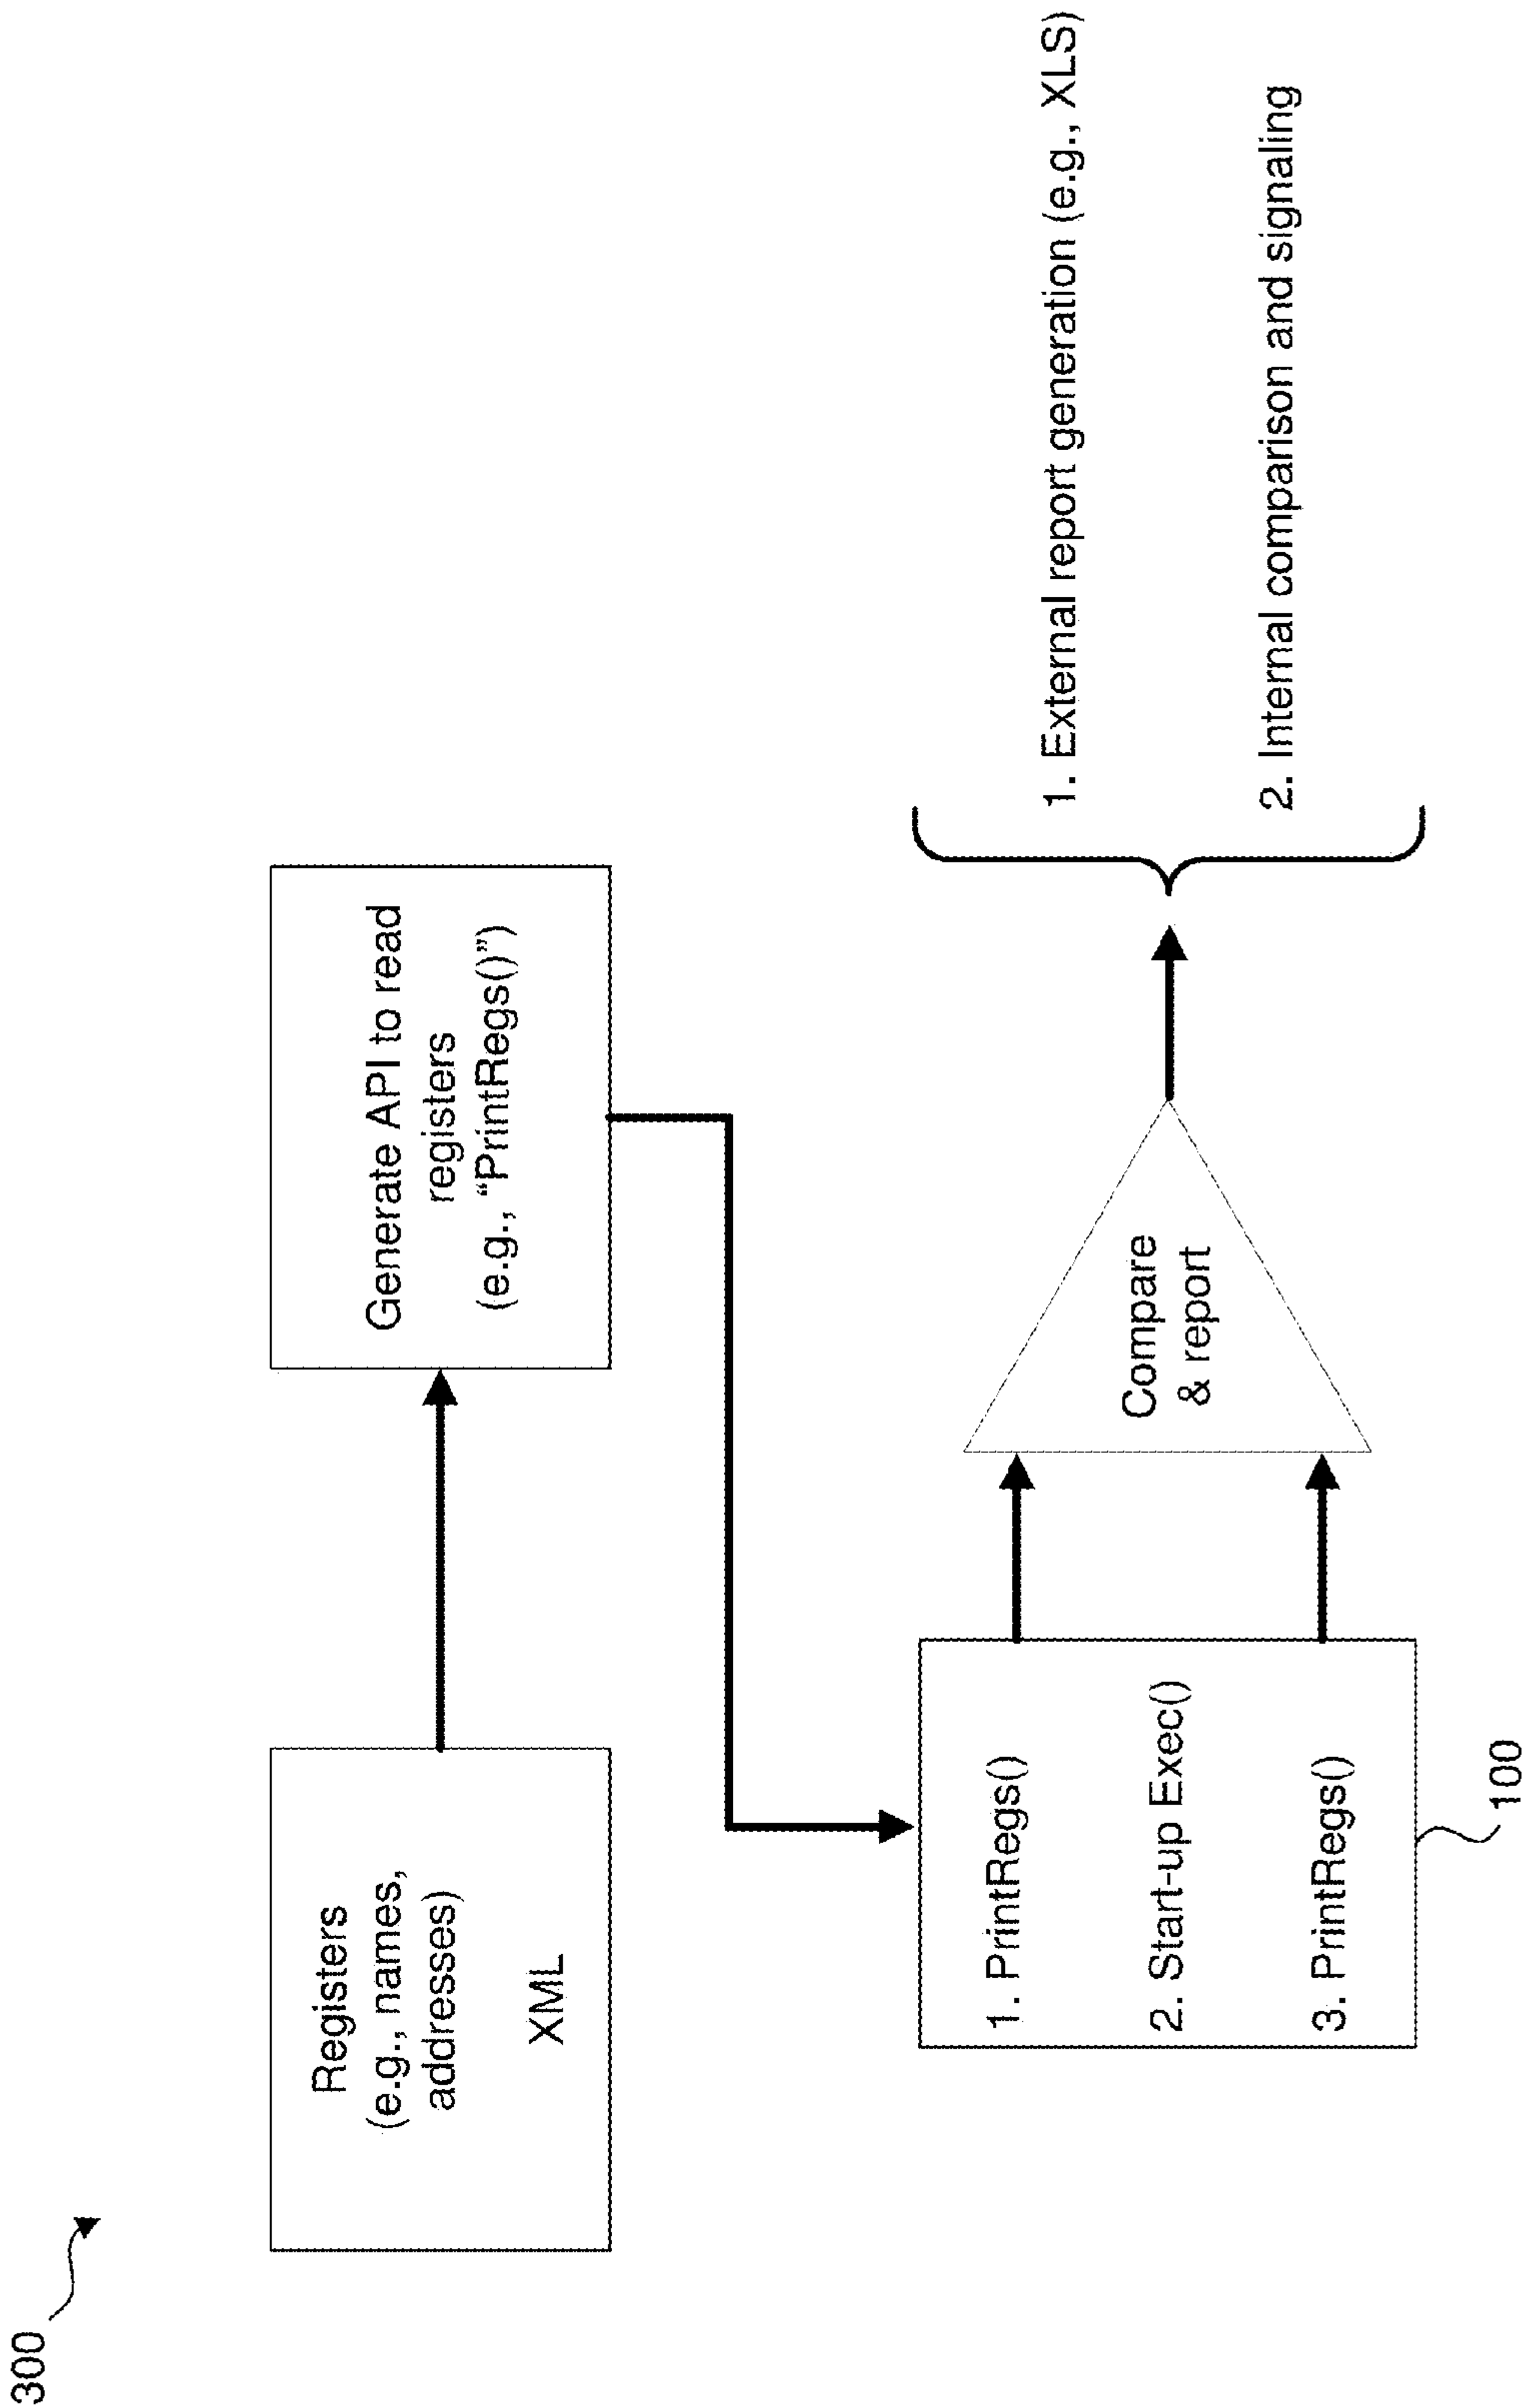 300
Registers
(e.g., names,
addresses)
XML
Generate API to read
registers
(e.g., “PrintRegs()”)
1. PrintRegs()
2. Start-up Exec()
3. PrintRegs()
100
Compare
& report
1. External report generation (e.g., XLS)
2. Internal comparison and signaling